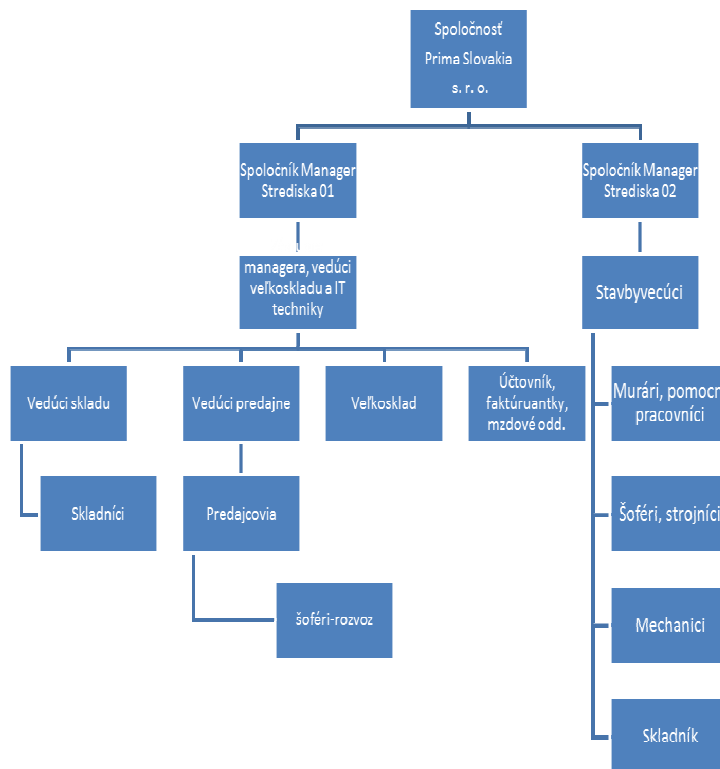 Spoločnosť
Prima Slovakia
s. r. o.
Spoločník Manager
Strediska 01
Spoločník Manager
Strediska 02
managera, vedúci
veľkoskladu a IT
techniky
Stavbyvecúci
Vedúci skladu
Vedúci predajne
Veľkosklad
Účtovník,
faktúruantky,
mzdové odd.
Murári, pomocn
pracovníci
Skladníci
Predajcovia
Šoféri, strojníci
šoféri-rozvoz
Mechanici
Skladník